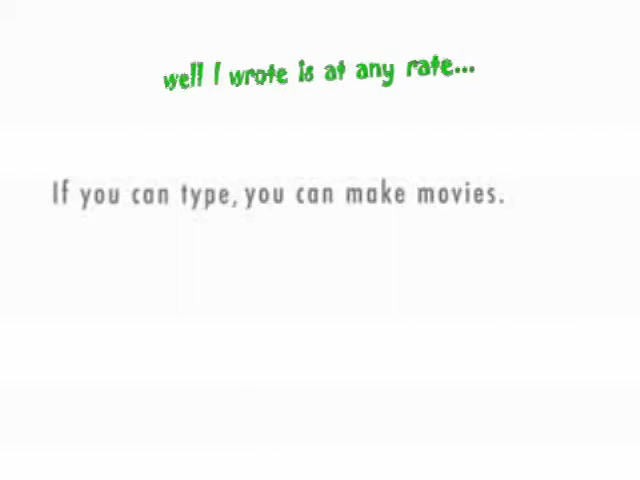 well I wrote is at any rate...
If you can type, you can make movies.